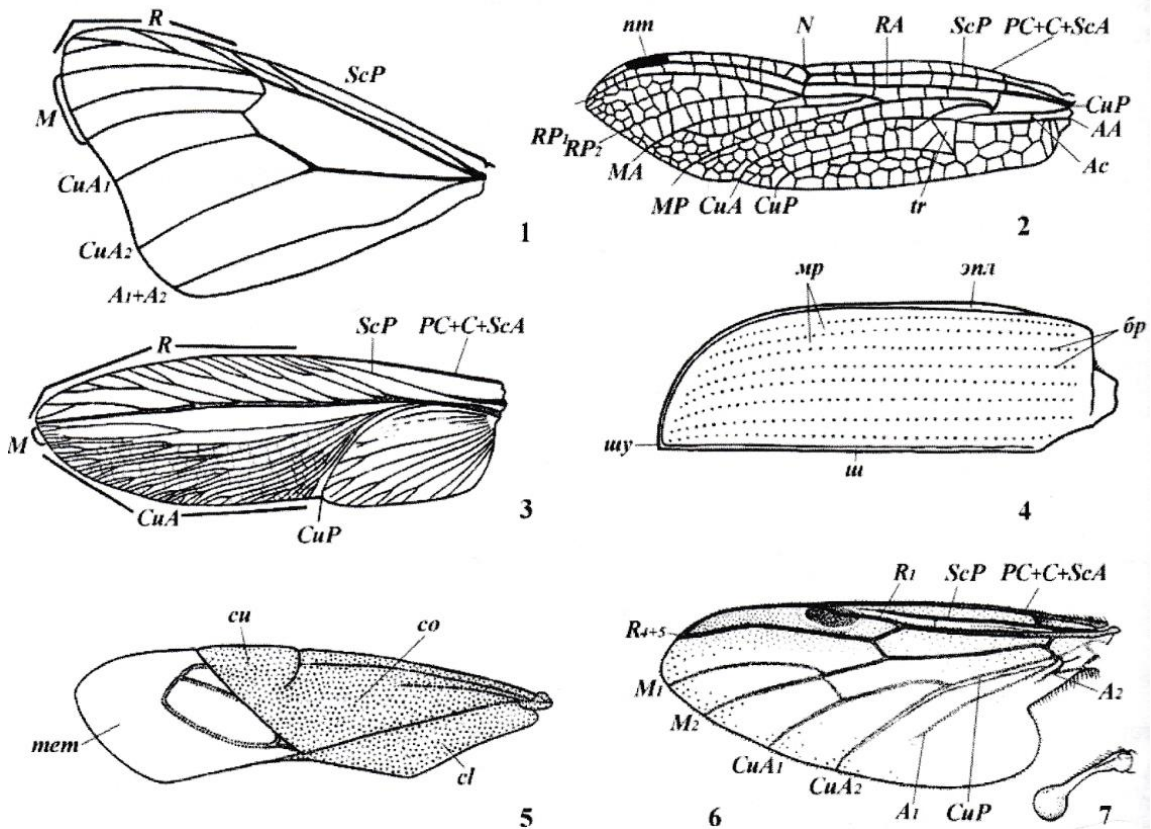 R
ScP
M
CuA1
CuA2
A1+A2
1
пт N RA ScP PC+C+ScA
CuP
AA
Ac
RP1 RP2
MA
MP CuA CuP tr
2
R ScP PC+C+ScA
M
CuA CuP
3
мр эпл
бр
шу ш
4
cu co
mem
cl
5
R1 ScP PC+C+ScA
R4+5
M1
M2
A2
CuA1
CuA2
A1 CuP
6 7